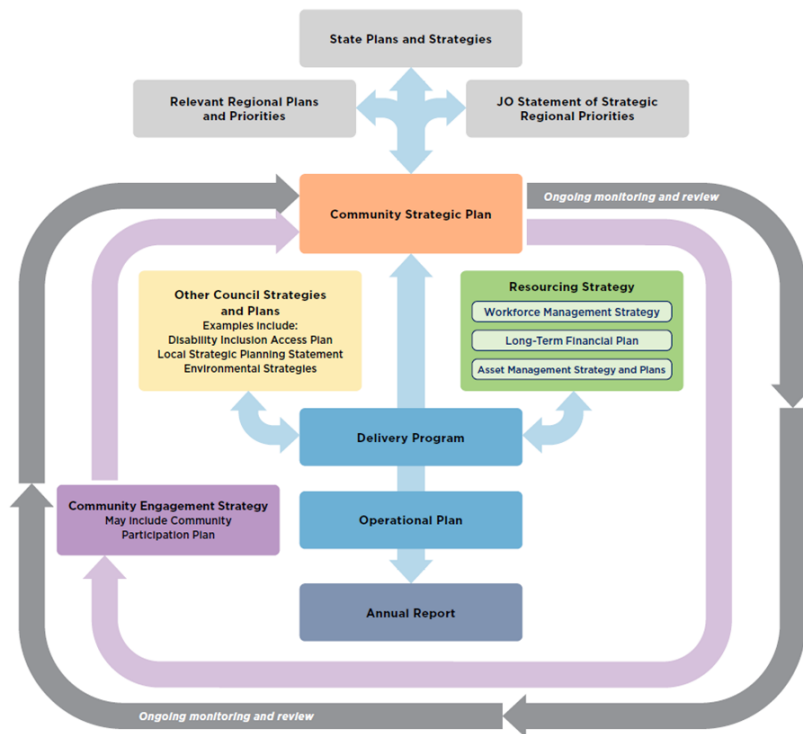 State Plans and Strategies
Relevant Regional Plans
and Priorities
JO Statement of Strategic
Regional Priorities
Community Strategic Plan
Ongoing monitoring and review
Other Council Strategies
and Plans
Examples include:
Disability Inclusion Access Plan
Local Strategic Planning Statement
Environmental Strategies
Resourcing Strategy
Workforce Management Strategy
Long-Term Financial Plan
Asset Management Strategy and Plans
Delivery Program
Community Engagement Strategy
May include Community
Participation Plan
Operational Plan
Annual Report
Ongoing monitoring and review